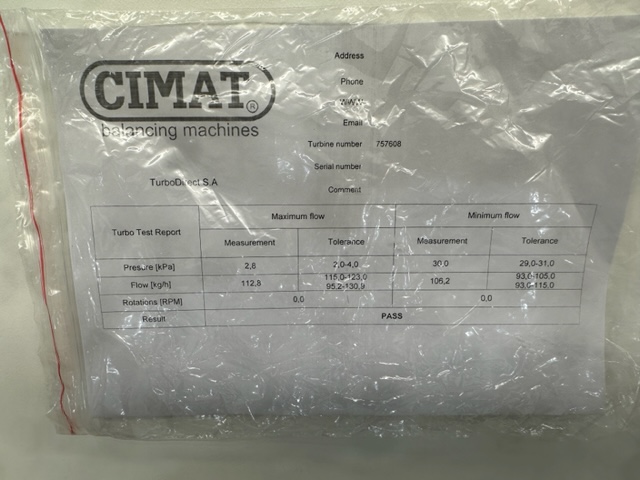 CIMAT ®
balancing machines
Address
Phone
WWW
Email
Turbine number 757608
Serial number
Comment
TurboDirect S.A
Turbo Test Report Maximum flow Minimum flow
Measurement Tolerance Measurement Tolerance
Presure [kPa] 2,8 2,0-4,0 30,0 29,0-31,0
Flow [kg/h] 112,8 115,0-123,0 106,2 93,0-105,0
95,2-130,9 93,0-115,0
Rotations [RPM] 0,0 0,0
Result PASS